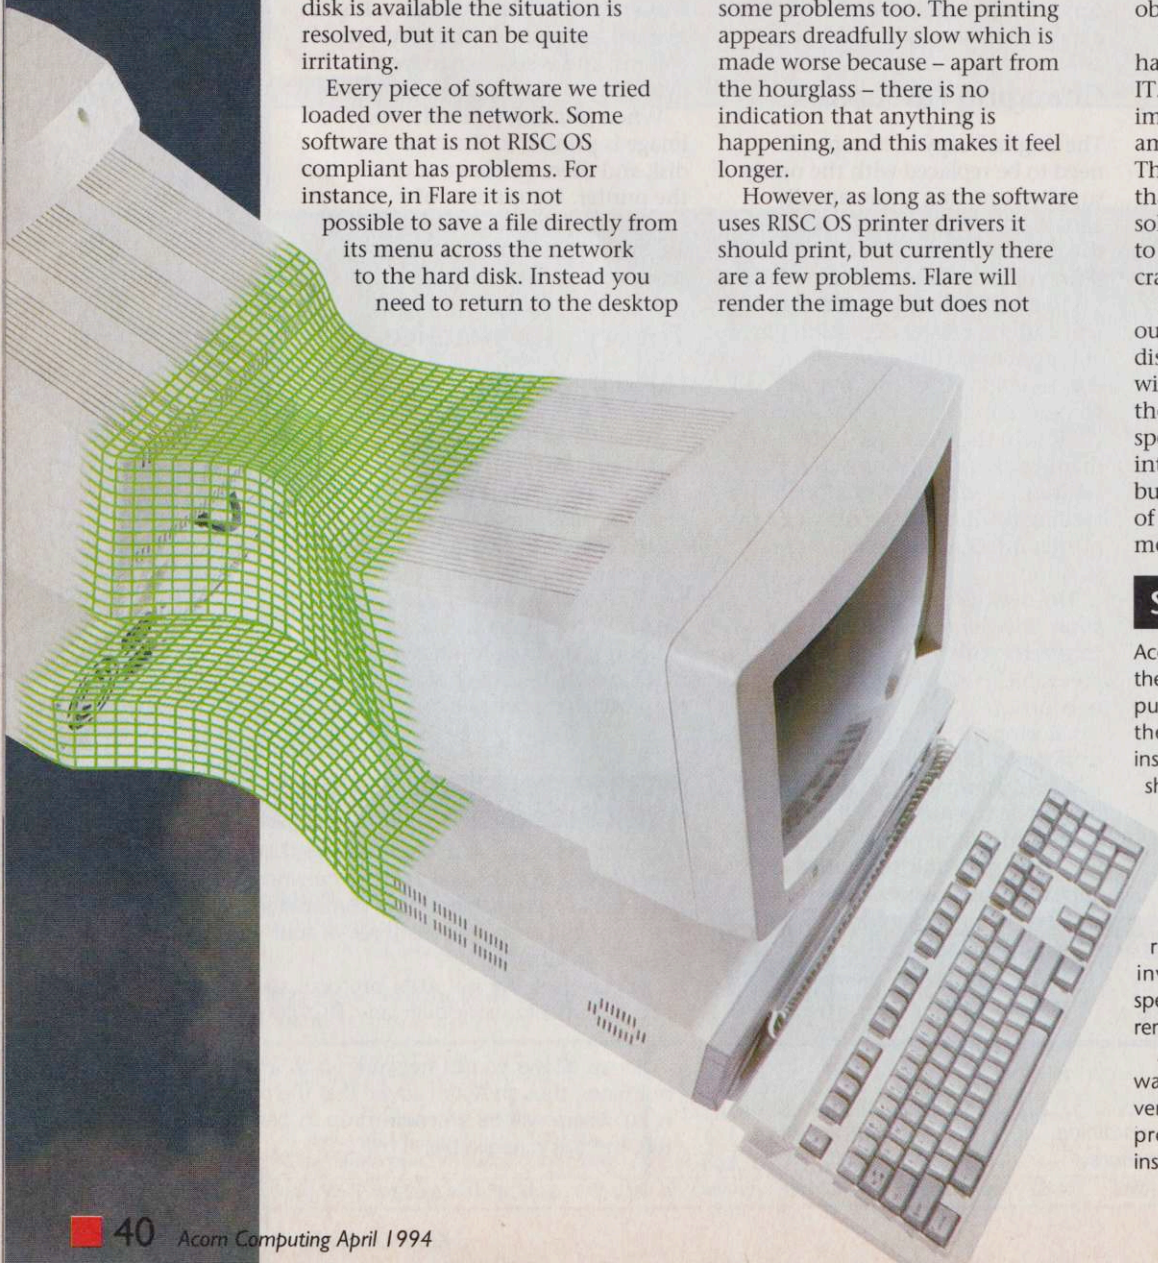 disk is available the situation is
resolved, but it can be quite
irritating.
Every piece of software we tried
loaded over the network. Some
software that is not RISC OS
compliant has problems. For
instance, in Flare it is not
possible to save a file directly from
its menu across the network
to the hard disk. Instead you
need to return to the desktop
some problems too. The printing
appears dreadfully slow which is
made worse because – apart from
the hourglass – there is no
indication that anything is
happening, and this makes it feel
longer.
However, as long as the software
uses RISC OS printer drivers it
should print, but currently there
are a few problems. Flare will
render the image but does not
40 Acorn Computing April 1994